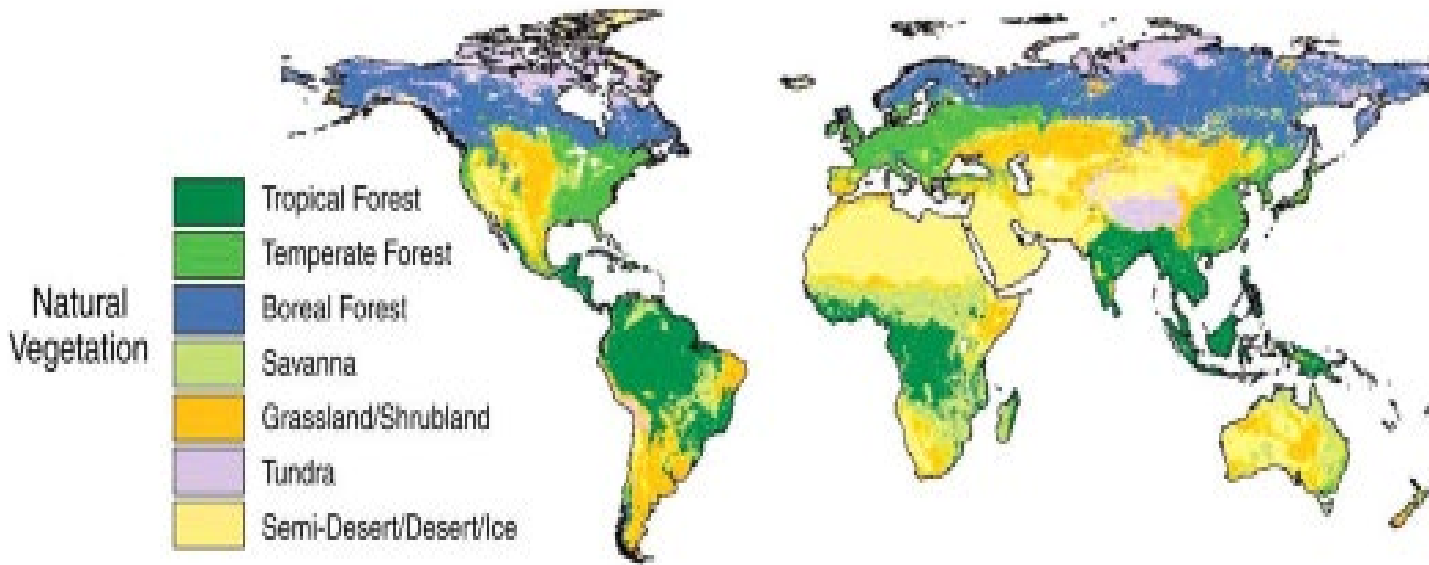 Natural
Vegetation
Tropical Forest
Temperate Forest
Boreal Forest
Savanna
Grassland/Shrubland
Tundra
Semi-Desert/Desert/Ice